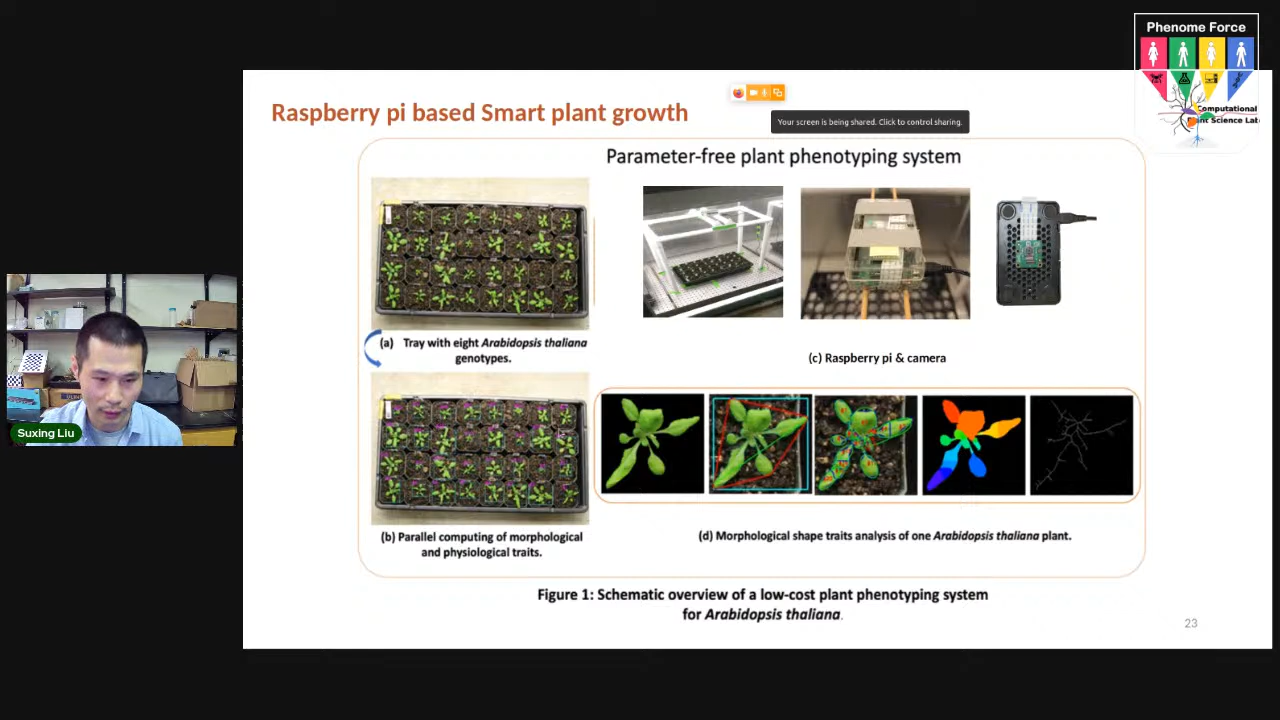 Phenome Force
Computational
Plant Science Lab
Raspberry pi based Smart plant growth
Your screen is being shared. Click to control sharing.
Parameter-free plant phenotyping system
(a) Tray with eight Arabidopsis thaliana
genotypes.
(c) Raspberry pi & camera
Suxing Liu
(b) Parallel computing of morphological
and physiological traits.
(d) Morphological shape traits analysis of one Arabidopsis thaliana plant.
Figure 1: Schematic overview of a low-cost plant phenotyping system
for Arabidopsis thaliana.
23